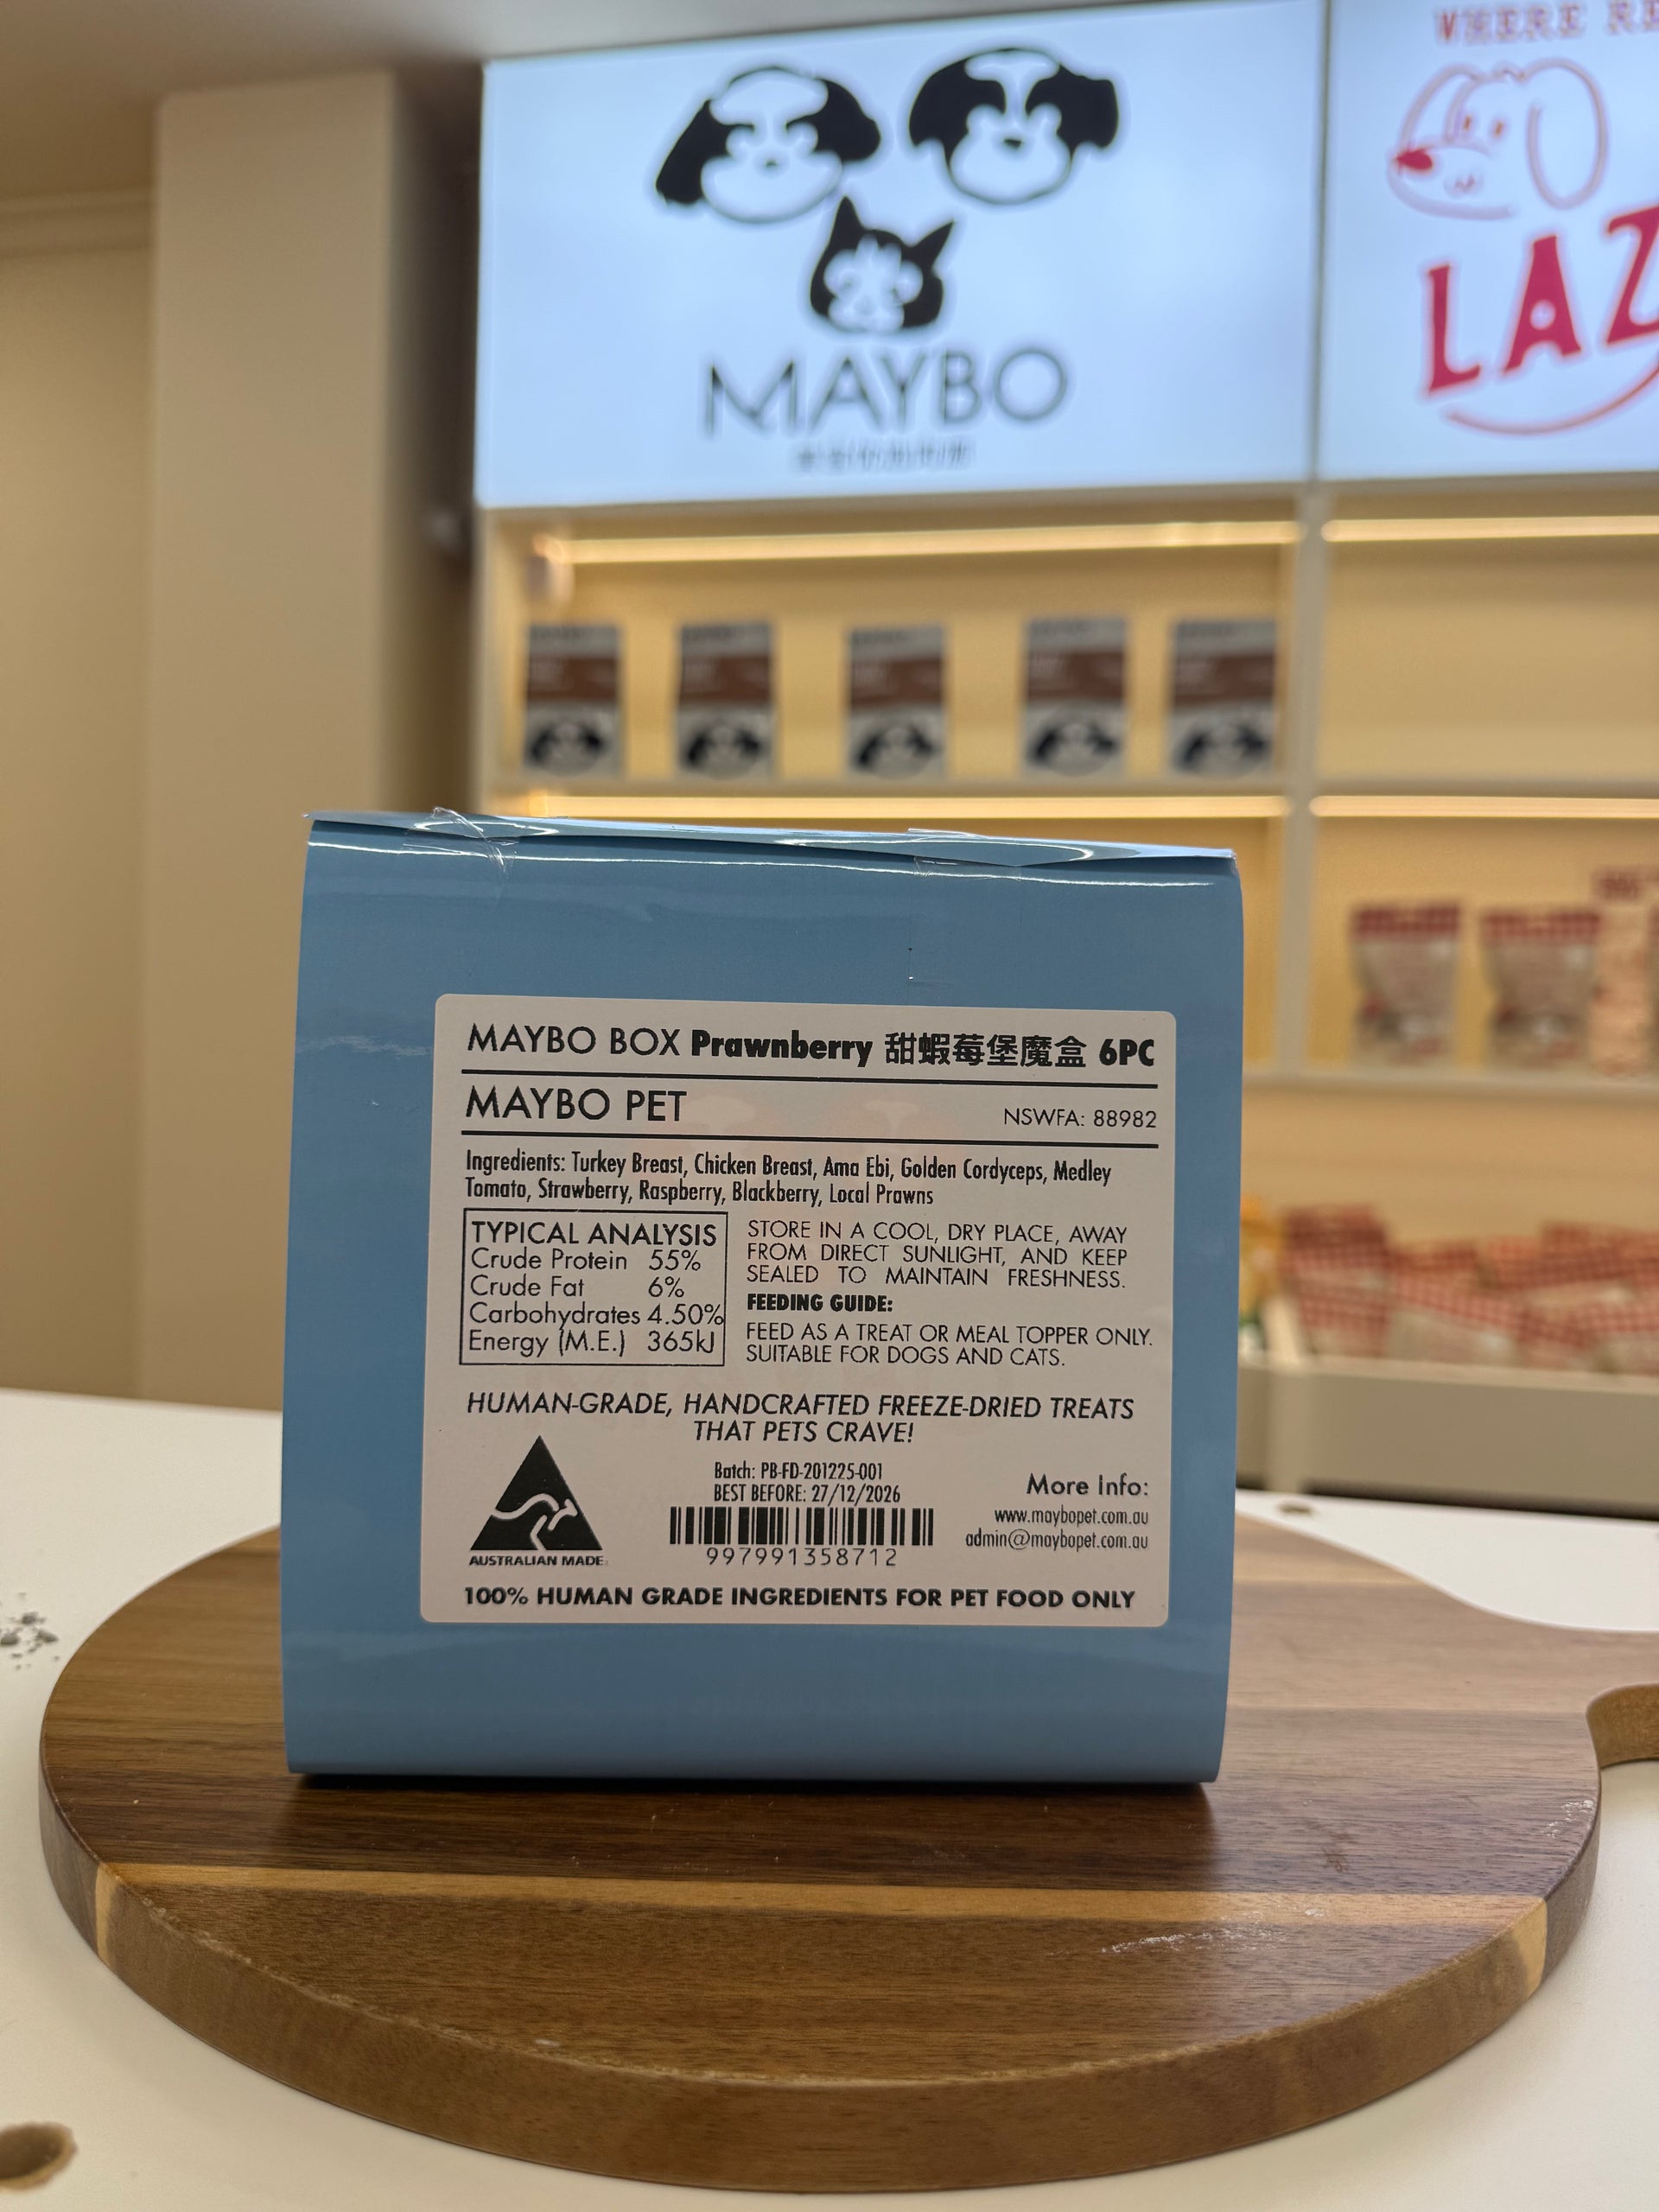 WHERE
LAZ
MAYBO
MAYBO BOX Prawnberry 甜蝦莓堡魔盒 6PC
MAYBO PET
NSWFA: 88982
Ingredients: Turkey Breast, Chicken Breast, Ama Ebi, Golden Cordyceps, Medley
Tomato, Strawberry, Raspberry, Blackberry, Local Prawns
TYPICAL ANALYSIS
Crude Protein 55%
Crude Fat 6%
Carbohydrates 4.50%
Energy (M.E.) 365kJ
STORE IN A COOL, DRY PLACE, AWAY
FROM DIRECT SUNLIGHT, AND KEEP
SEALED TO MAINTAIN FRESHNESS.
FEEDING GUIDE:
FEED AS A TREAT OR MEAL TOPPER ONLY.
SUITABLE FOR DOGS AND CATS.
HUMAN-GRADE, HANDCRAFTED FREEZE-DRIED TREATS
THAT PETS CRAVE!
AUSTRALIAN MADE
Batch: PB-FD-201225-001
BEST BEFORE: 27/12/2026
997991358712
More Info:
www.maybopet.com.au
admin@maybopet.com.au
100% HUMAN GRADE INGREDIENTS FOR PET FOOD ONLY